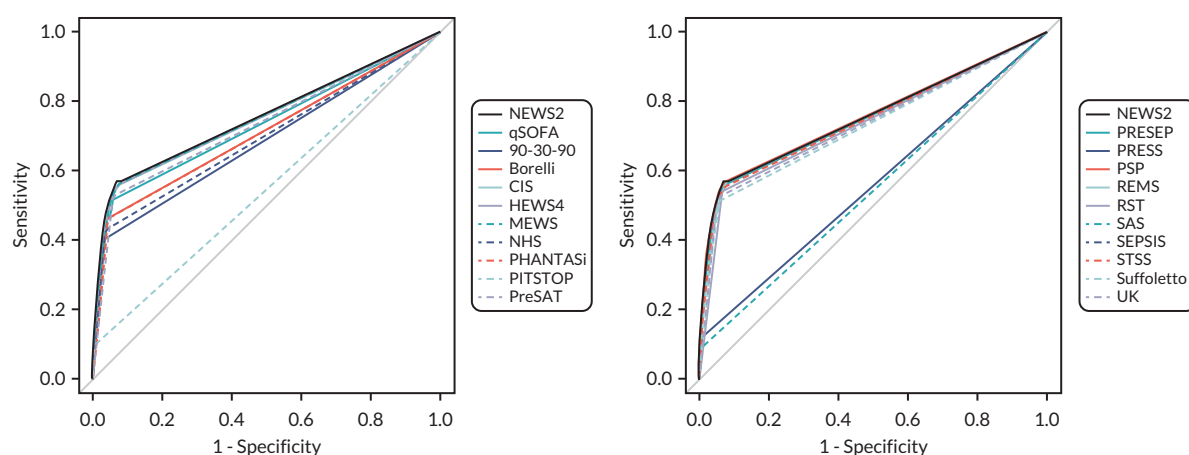 1.0
0.8
0.6
0.4
0.2
0.0
Sensitivity
0.0 0.2 0.4 0.6 0.8 1.0
1 - Specificity
NEWS2
qSOFA
90-30-90
Borelli
CIS
HEWS4
MEWS
NHS
PHANTASi
PITSTOP
PreSAT
1.0
0.8
0.6
0.4
0.2
0.0
Sensitivity
0.0 0.2 0.4 0.6 0.8 1.0
1 - Specificity
NEWS2
PRESEP
PRESS
PSP
REMS
RST
SAS
SEPSIS
STSS
Suffoletto
UK